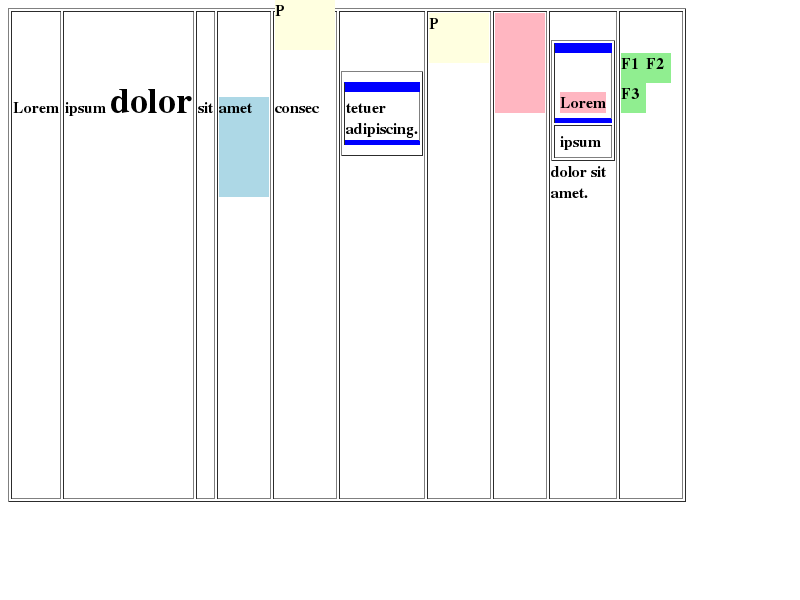 P
P
F1 F2
F3
Lorem ipsum dolor sit amet consec tetuer
adipiscing.
Lorem
ipsum
dolor sit
amet.